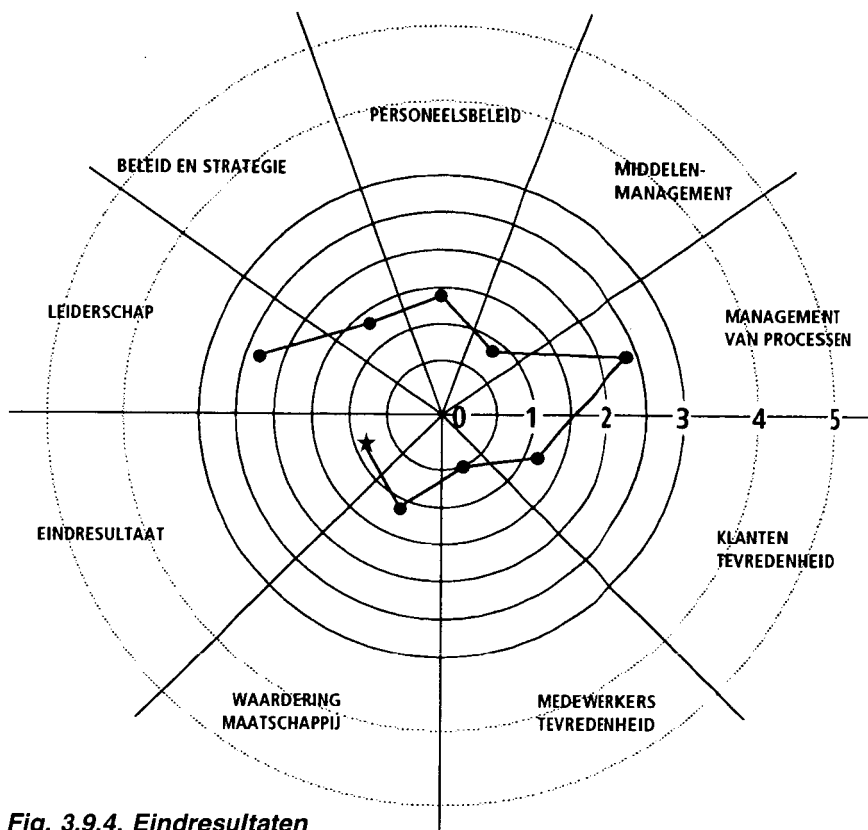 PERSONEELSBELEID
BELEID EN STRATEGIE
MIDDELEN-
MANAGEMENT
LEIDERSCHAP
MANAGEMENT
VAN PROCESSEN
0 1 2 3 4 5
EINDRESULTAAT
KLANTEN
TEVREDENHEID
WAARDERING
MAATSCHAPPIJ
MEDEWERKERS
TEVREDENHEID
Fig. 3.9.4. Eindresultaten